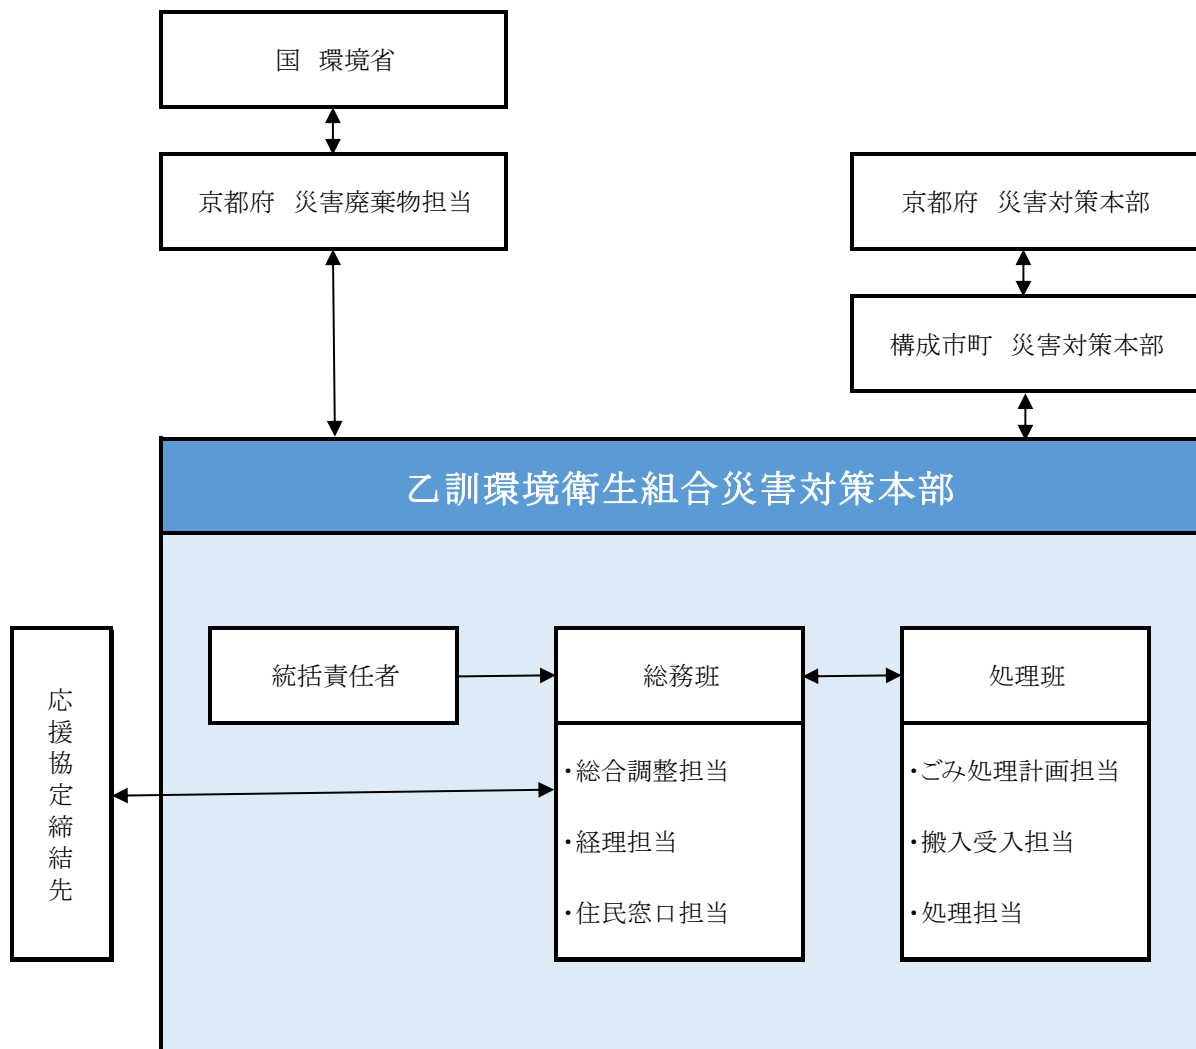 国 環境省
京都府 災害廃棄物担当
京都府 災害対策本部
構成市町 災害対策本部
乙訓環境衛生組合災害対策本部
応援協定締結先
統括責任者
総務班
・総合調整担当
・経理担当
・住民窓口担当
処理班
・ごみ処理計画担当
・搬入受入担当
・処理担当